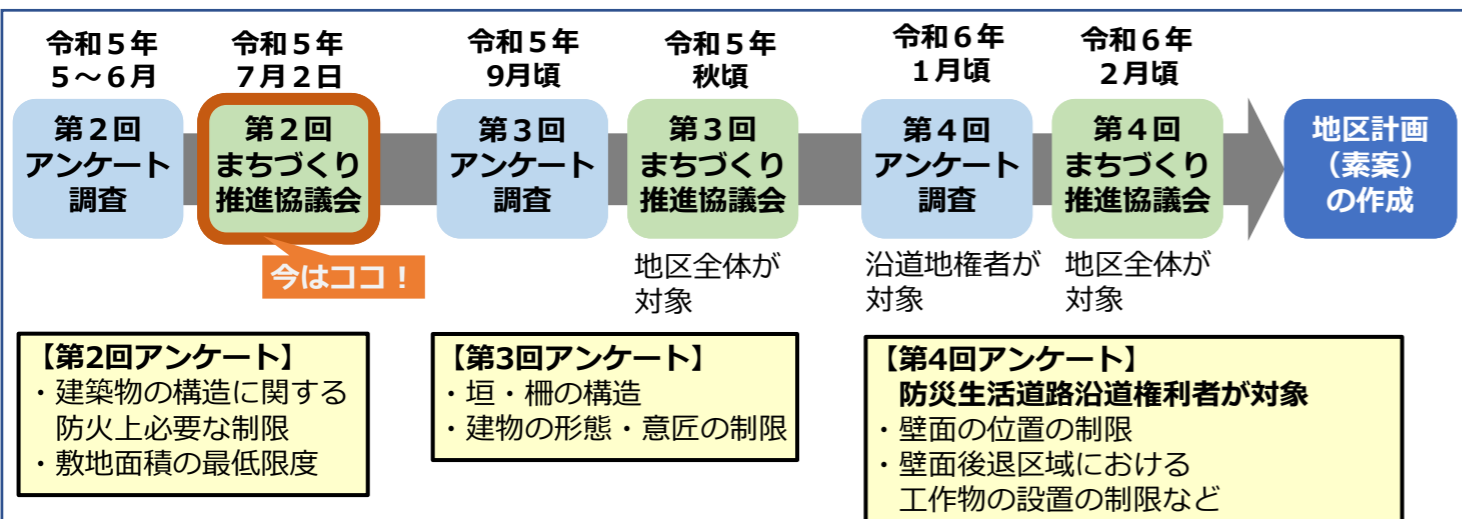 令和５年
５～６月
令和５年
７月２日
令和５年
9月頃
令和５年
秋頃
令和６年
１月頃
令和６年
２月頃
第２回
アンケート
調査
第２回
まちづくり
推進協議会
第３回
アンケート
調査
第３回
まちづくり
推進協議会
第４回
アンケート
調査
第４回
まちづくり
推進協議会
地区計画
（素案）
の作成
今はココ！
地区全体が
対象
沿道地権者が
対象
地区全体が
対象
【第2回アンケート】
・建築物の構造に関する
防火上必要な制限
・敷地面積の最低限度
【第3回アンケート】
・垣・柵の構造
・建物の形態・意匠の制限
【第4回アンケート】
防災生活道路沿道権利者が対象
・壁面の位置の制限
・壁面後退区域における
工作物の設置の制限など